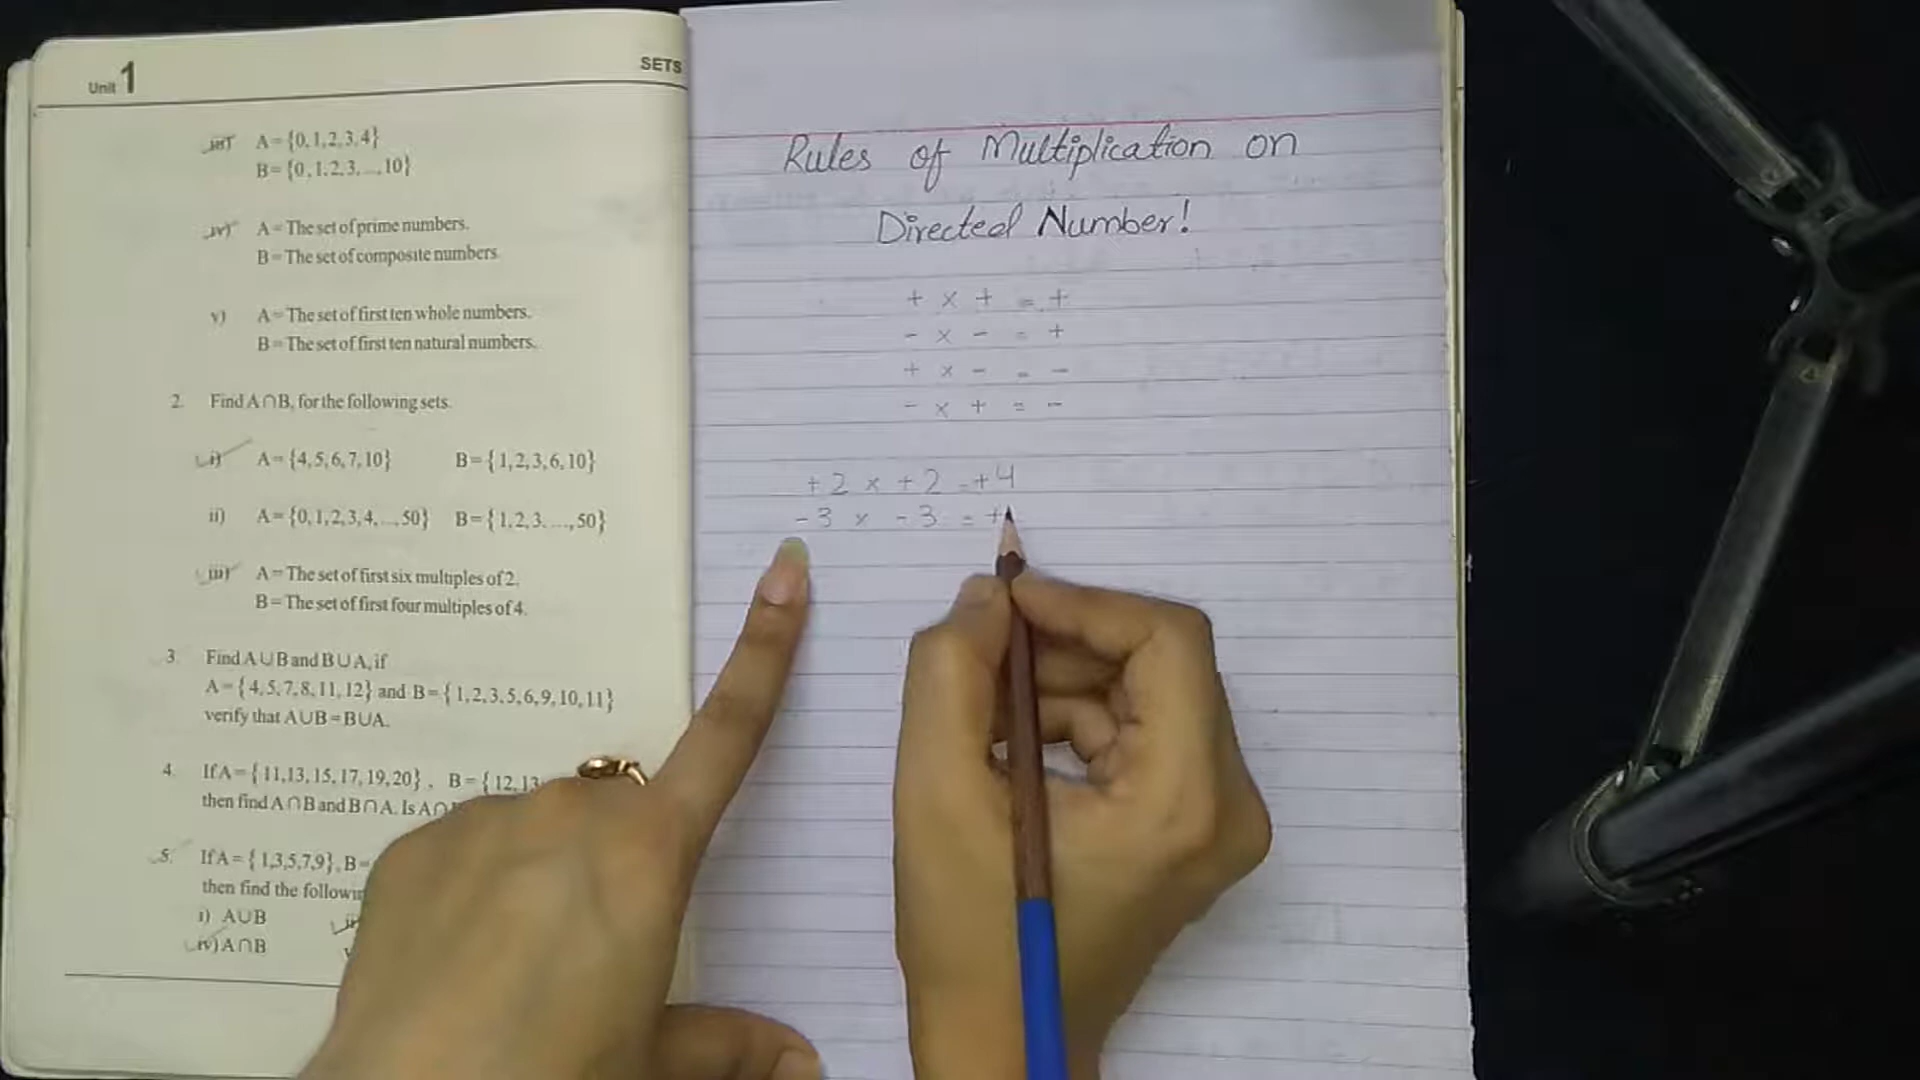 Unit 1
SETS
iii) A={0,1,2,3,4}
B={0,1,2,3,...,10}
iv) A=The set of prime numbers.
B=The set of composite numbers.
v) A=The set of first ten whole numbers.
B=The set of first ten natural numbers.
2. Find A∩B, for the following sets.
i) A={4,5,6,7,10} B={1,2,3,6,10}
ii) A={0,1,2,3,4,...,50} B={1,2,3,...,50}
iii) A=The set of first six multiples of 2.
B=The set of first four multiples of 4.
3. Find A∪B and B∪A, if
A={4,5,7,8,11,12} and B={1,2,3,5,6,9,10,11}
verify that A∪B=B∪A.
4. If A={11,13,15,17,19,20}, B={12,13
then find A∩B and B∩A. Is A∩
5. If A={1,3,5,7,9}, B=
then find the
i) A∪B
iv) A∩B
Rules of Multiplication on
Directed Number!
+ x + = +
- x - = +
+ x - = -
- x + = -
+2 x +2 = +4
-3 x -3 = +